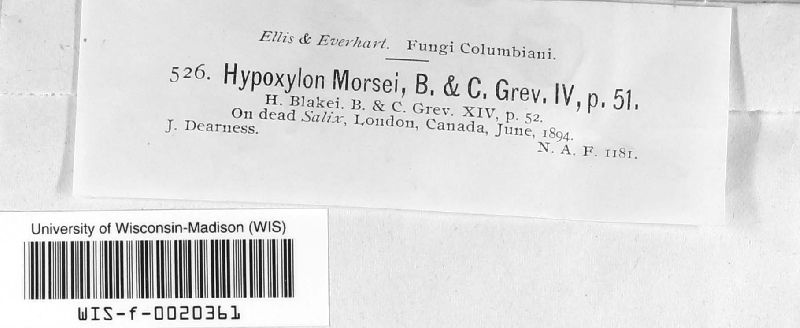 Ellis & Everhart. Fungi Columbiani.
526. Hypoxylon Morsei, B. & C. Grev. IV, p. 51.
H. Blakei. B. & C. Grev. XIV, p. 52.
On dead Salix, London, Canada, June, 1894.
J. Dearness.
N. A. F. 1181.
University of Wisconsin-Madison (WIS)
WIS-f-0020361